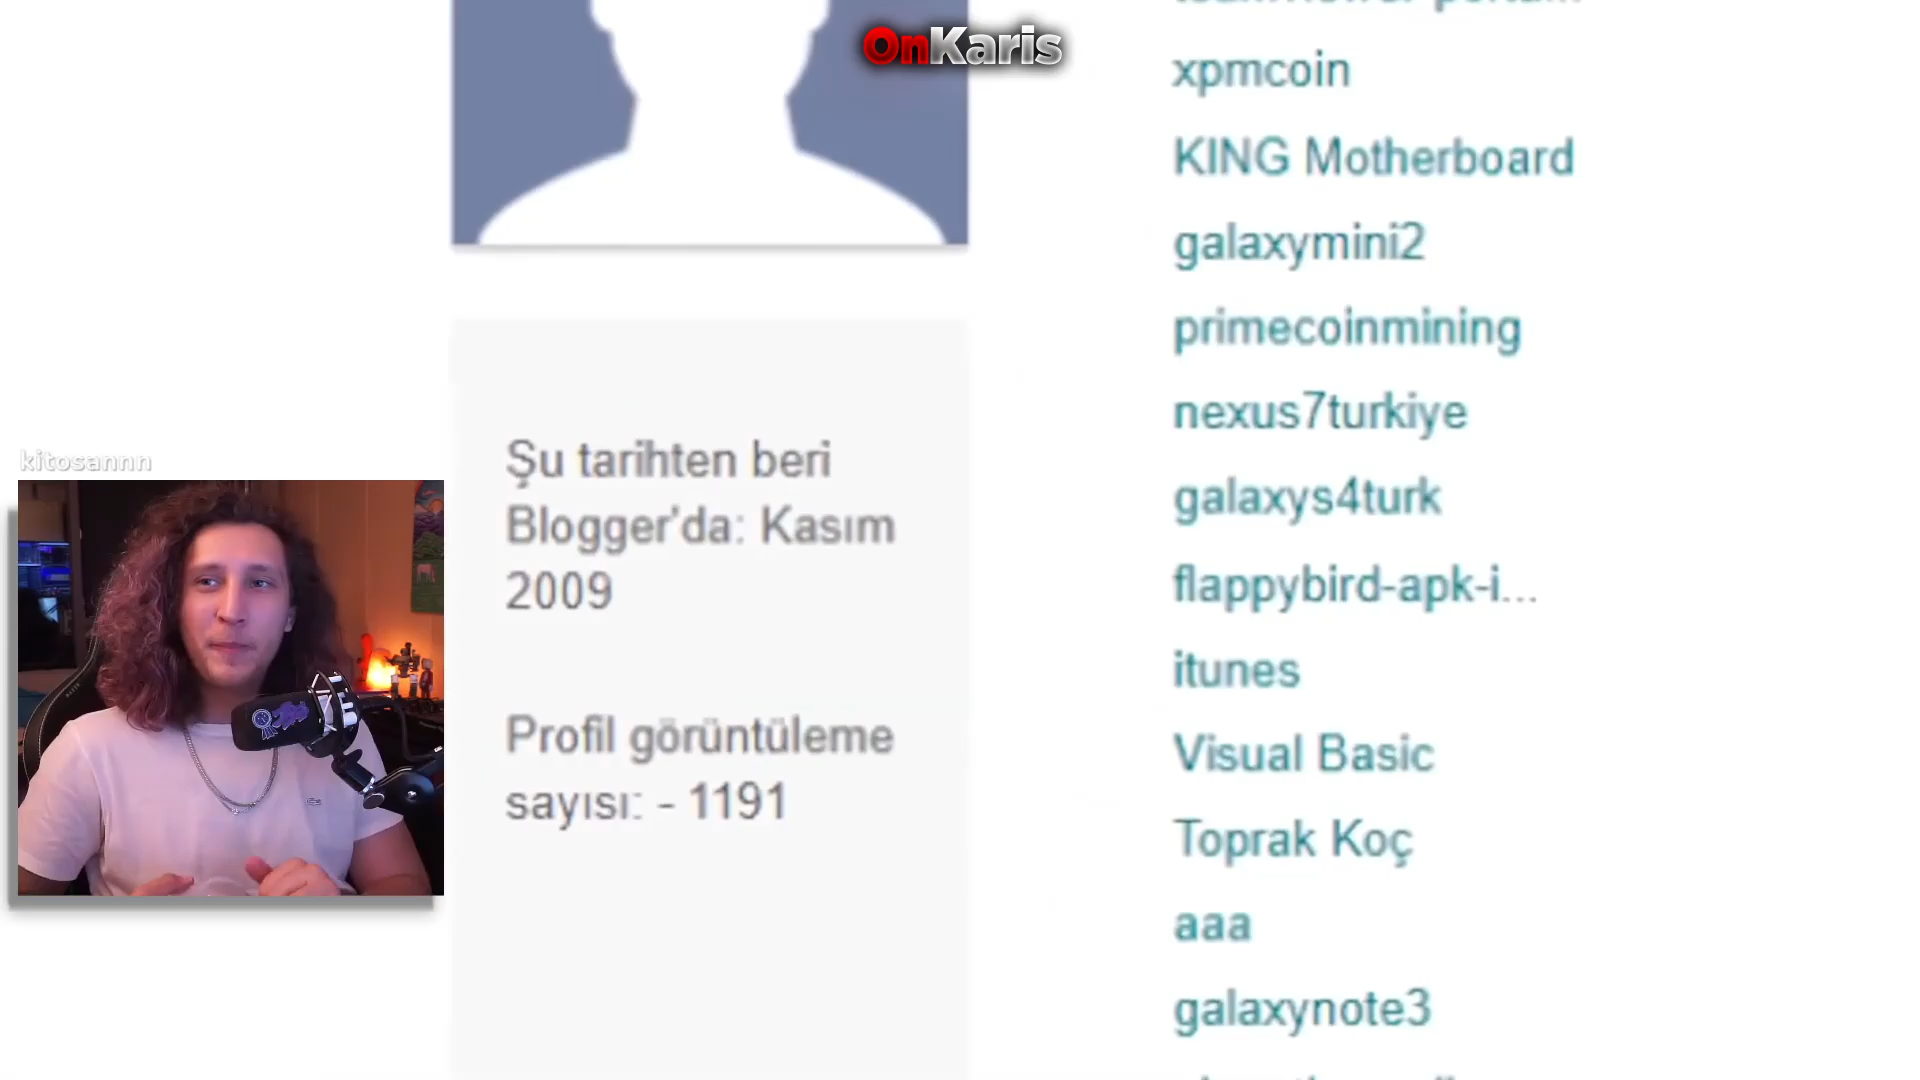 OnKaris
xpmcoin
KING Motherboard
galaxymini2
primecoinmining
nexus7turkiye
galaxys4turk
flappybird-apk-i...
itunes
Visual Basic
Toprak Koç
aaa
galaxynote3
Şu tarihten beri
Blogger'da: Kasım
2009
Profil görüntüleme
sayısı: - 1191
kitosannn